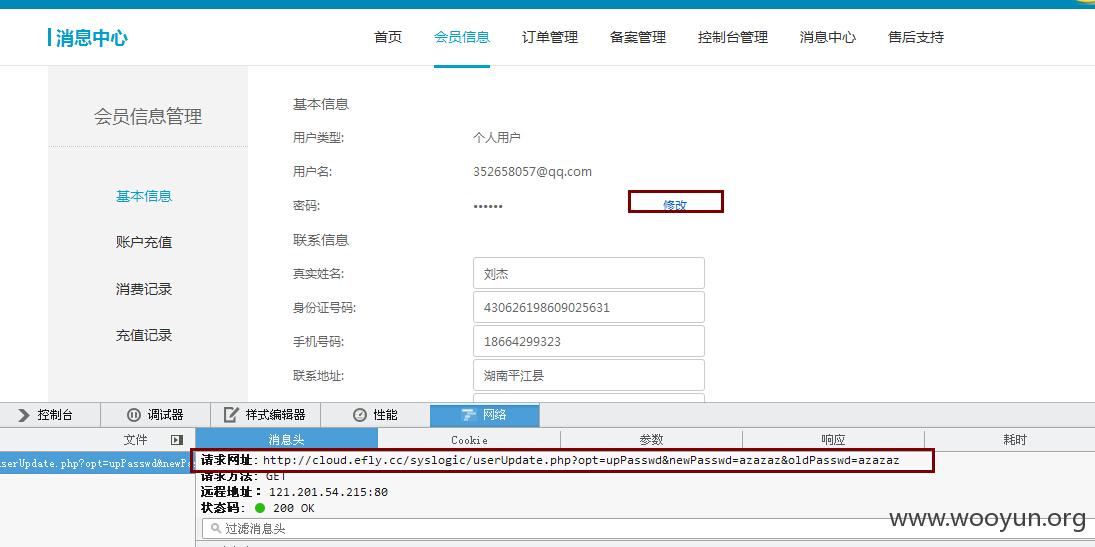 消息中心 首页 会员信息 订单管理 备案管理 控制台管理 消息中心 售后支持
会员信息管理
基本信息
账户充值
消费记录
充值记录
基本信息
用户类型: 个人用户
用户名: 352658057@qq.com
密码: •••••• 修改
联系信息
真实姓名: 刘杰
身份证号码: 430626198609025631
手机号码: 18664299323
联系地址: 湖南平江县
控制台 调试器 样式编辑器 性能 网络
文件 消息头 Cookie 参数 响应 耗时
serUpdate.php?opt=upPasswd&newP
请求网址: http://cloud.efly.cc/syslogic/userUpdate.php?opt=upPasswd&newPasswd=azazaz&oldPasswd=azazaz
请求方法: GET
远程地址: 121.201.54.215:80
状态码: 200 OK
过滤消息头
www.wooyun.org